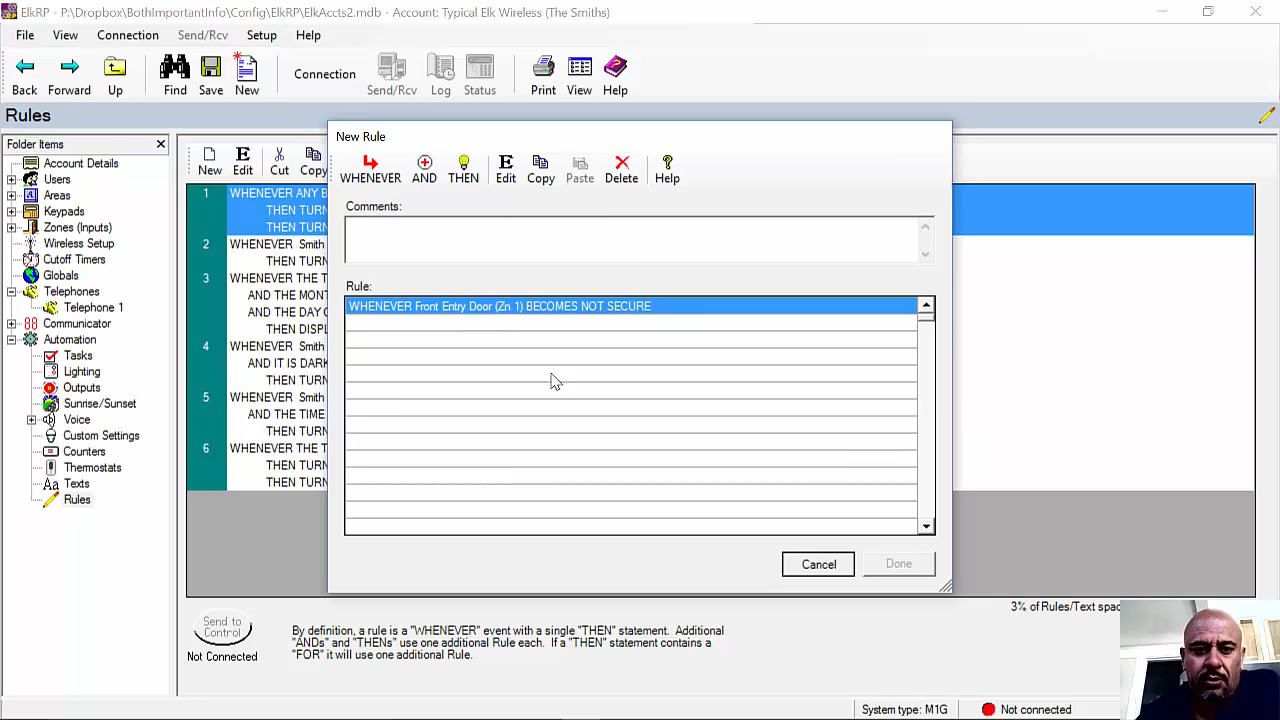 ElkRP - P:\Dropbox\BothImportantInfo\Config\ElkRP\ElkAccts2.mdb - Account: Typical Elk Wireless (The Smiths)
File View Connection Send/Rcv Setup Help
Back Forward Up Find Save New Connection Send/Rcv Log Status Print View Help
Rules
Folder Items
Account Details
Users
Areas
Keypads
Zones (Inputs)
Wireless Setup
Cutoff Timers
Globals
Telephones
Telephone 1
Communicator
Automation
Tasks
Lighting
Outputs
Sunrise/Sunset
Voice
Custom Settings
Counters
Thermostats
Texts
Rules
New Edit Cut Copy
1 WHENEVER ANY B
THEN TURN
THEN TURN
2 WHENEVER Smith
THEN TURN
3 WHENEVER THE T
AND THE MONT
AND THE DAY O
THEN DISPL
4 WHENEVER Smith
AND IT IS DARK
THEN TURN
5 WHENEVER Smith
AND THE TIME
THEN TURN
6 WHENEVER THE T
THEN TURN
THEN TURN
New Rule
WHENEVER AND THEN Edit Copy Paste Delete Help
Comments:
Rule:
WHENEVER Front Entry Door (Zn 1) BECOMES NOT SECURE
Cancel Done
3% of Rules/Text spac
Send to
Control
Not Connected
By definition, a rule is a "WHENEVER" event with a single "THEN" statement. Additional
"ANDs" and "THENs" use one additional Rule each. If a "THEN" statement contains a
"FOR" it will use one additional Rule.
System type: M1G Not connected